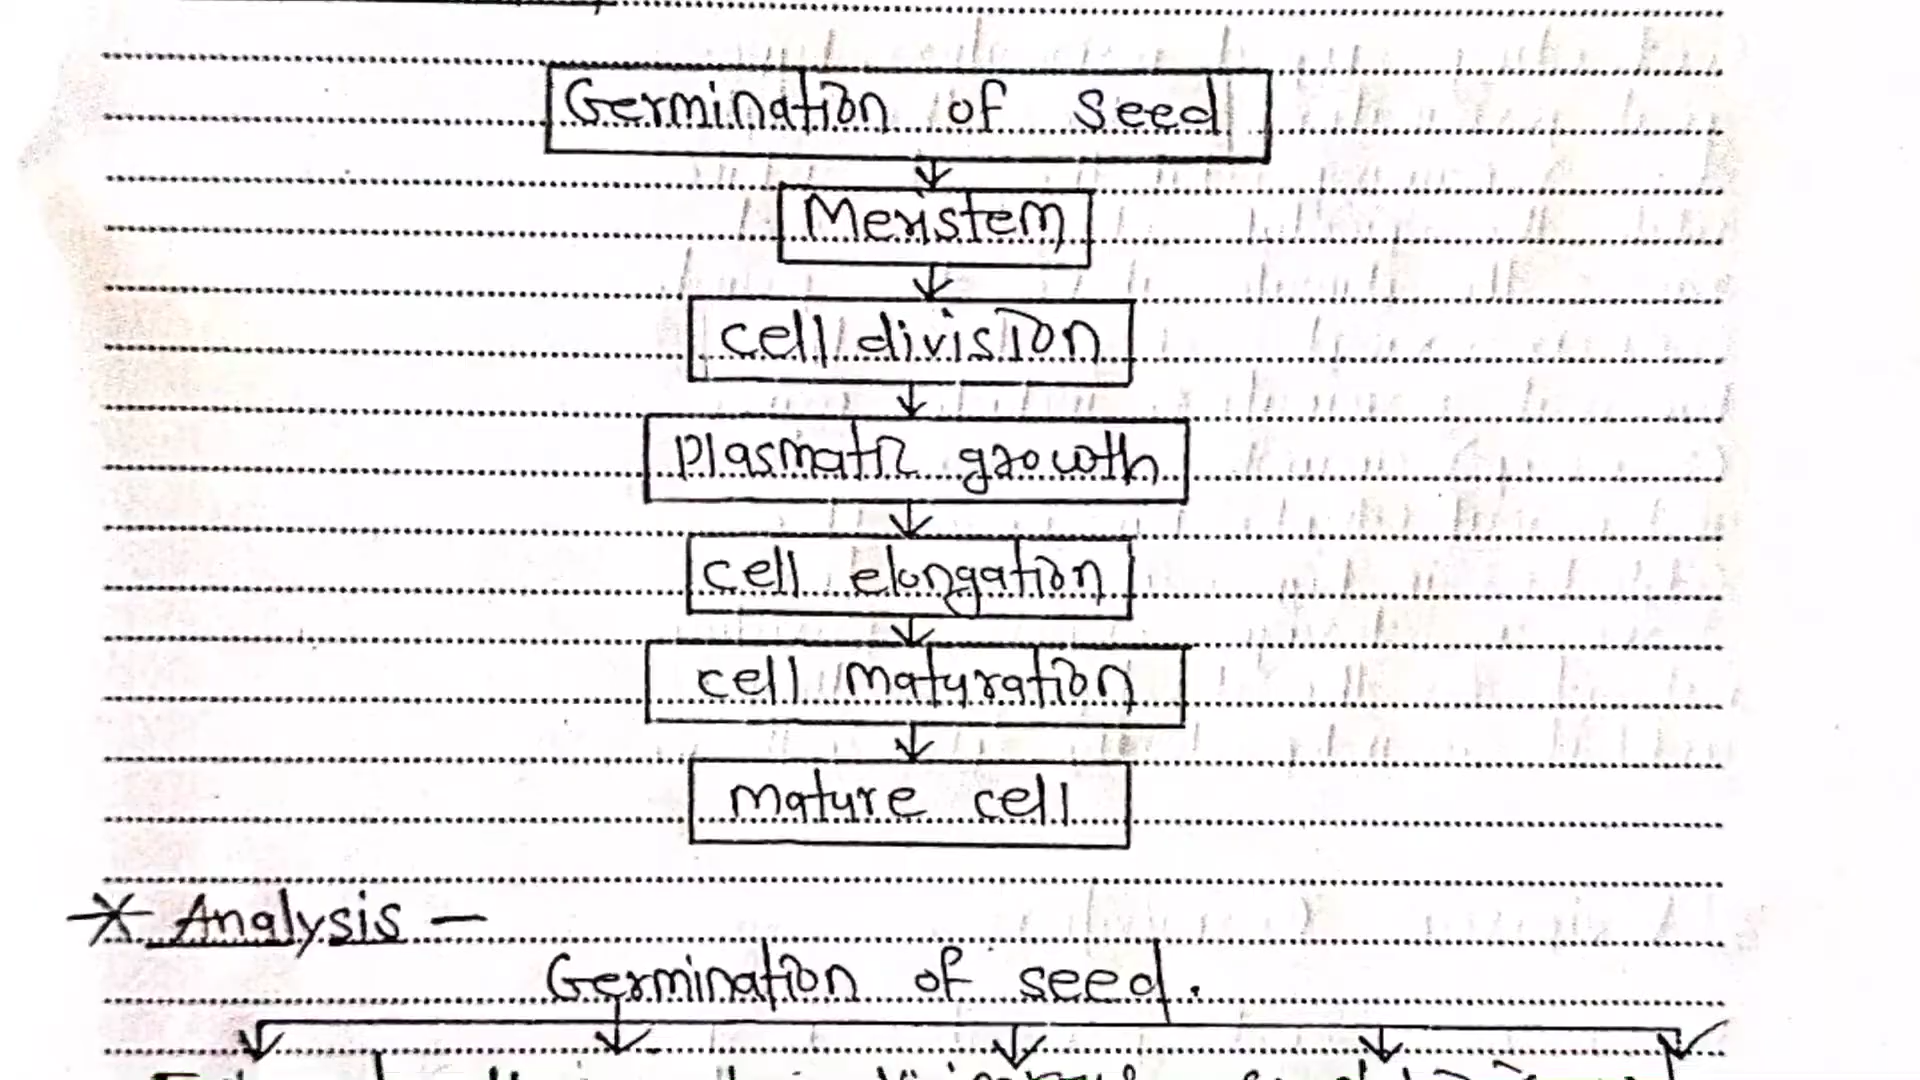 Germination of seed
Meristem
cell division
plasmatic growth
cell elongation
cell maturation
mature cell
Analysis -
Germination of seed.